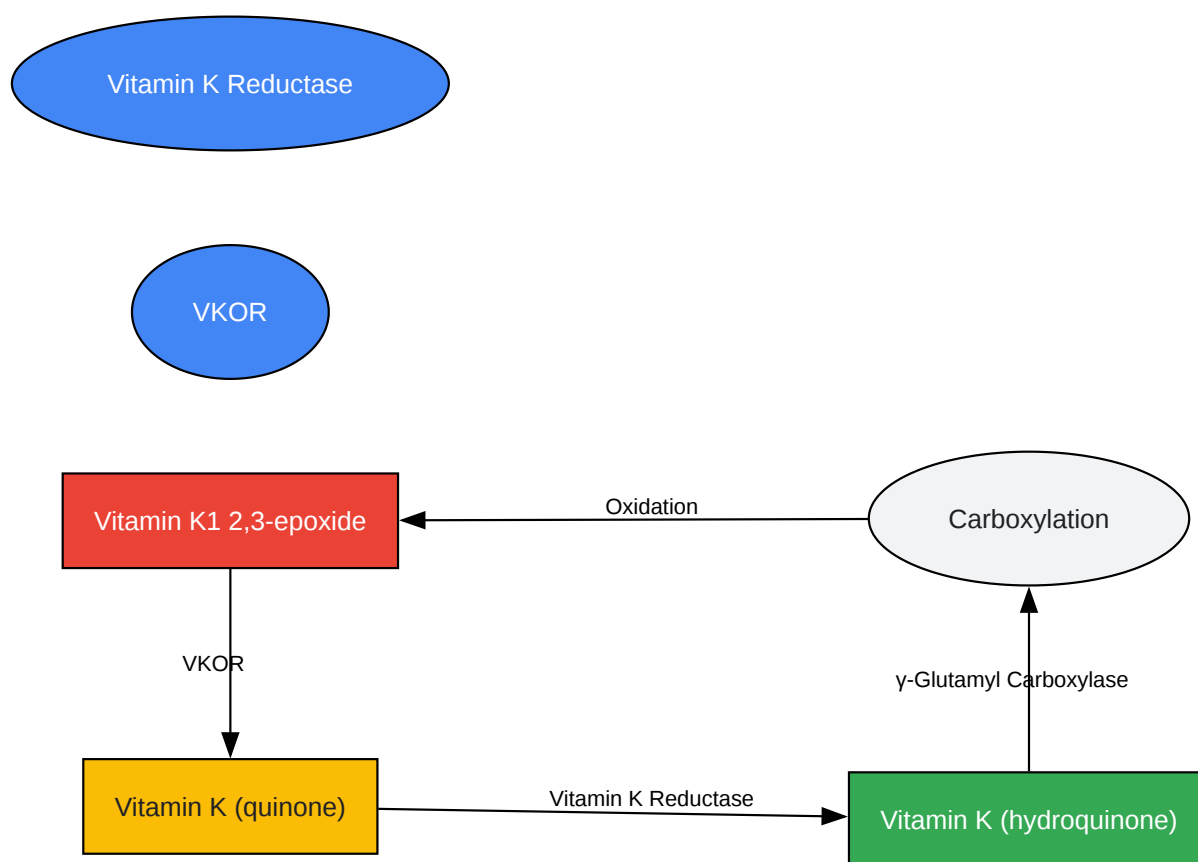 Vitamin K Reductase
VKOR
Vitamin K1 2,3-epoxide
Oxidation
Carboxylation
VKOR
γ-Glutamyl Carboxylase
Vitamin K (quinone)
Vitamin K Reductase
Vitamin K (hydroquinone)